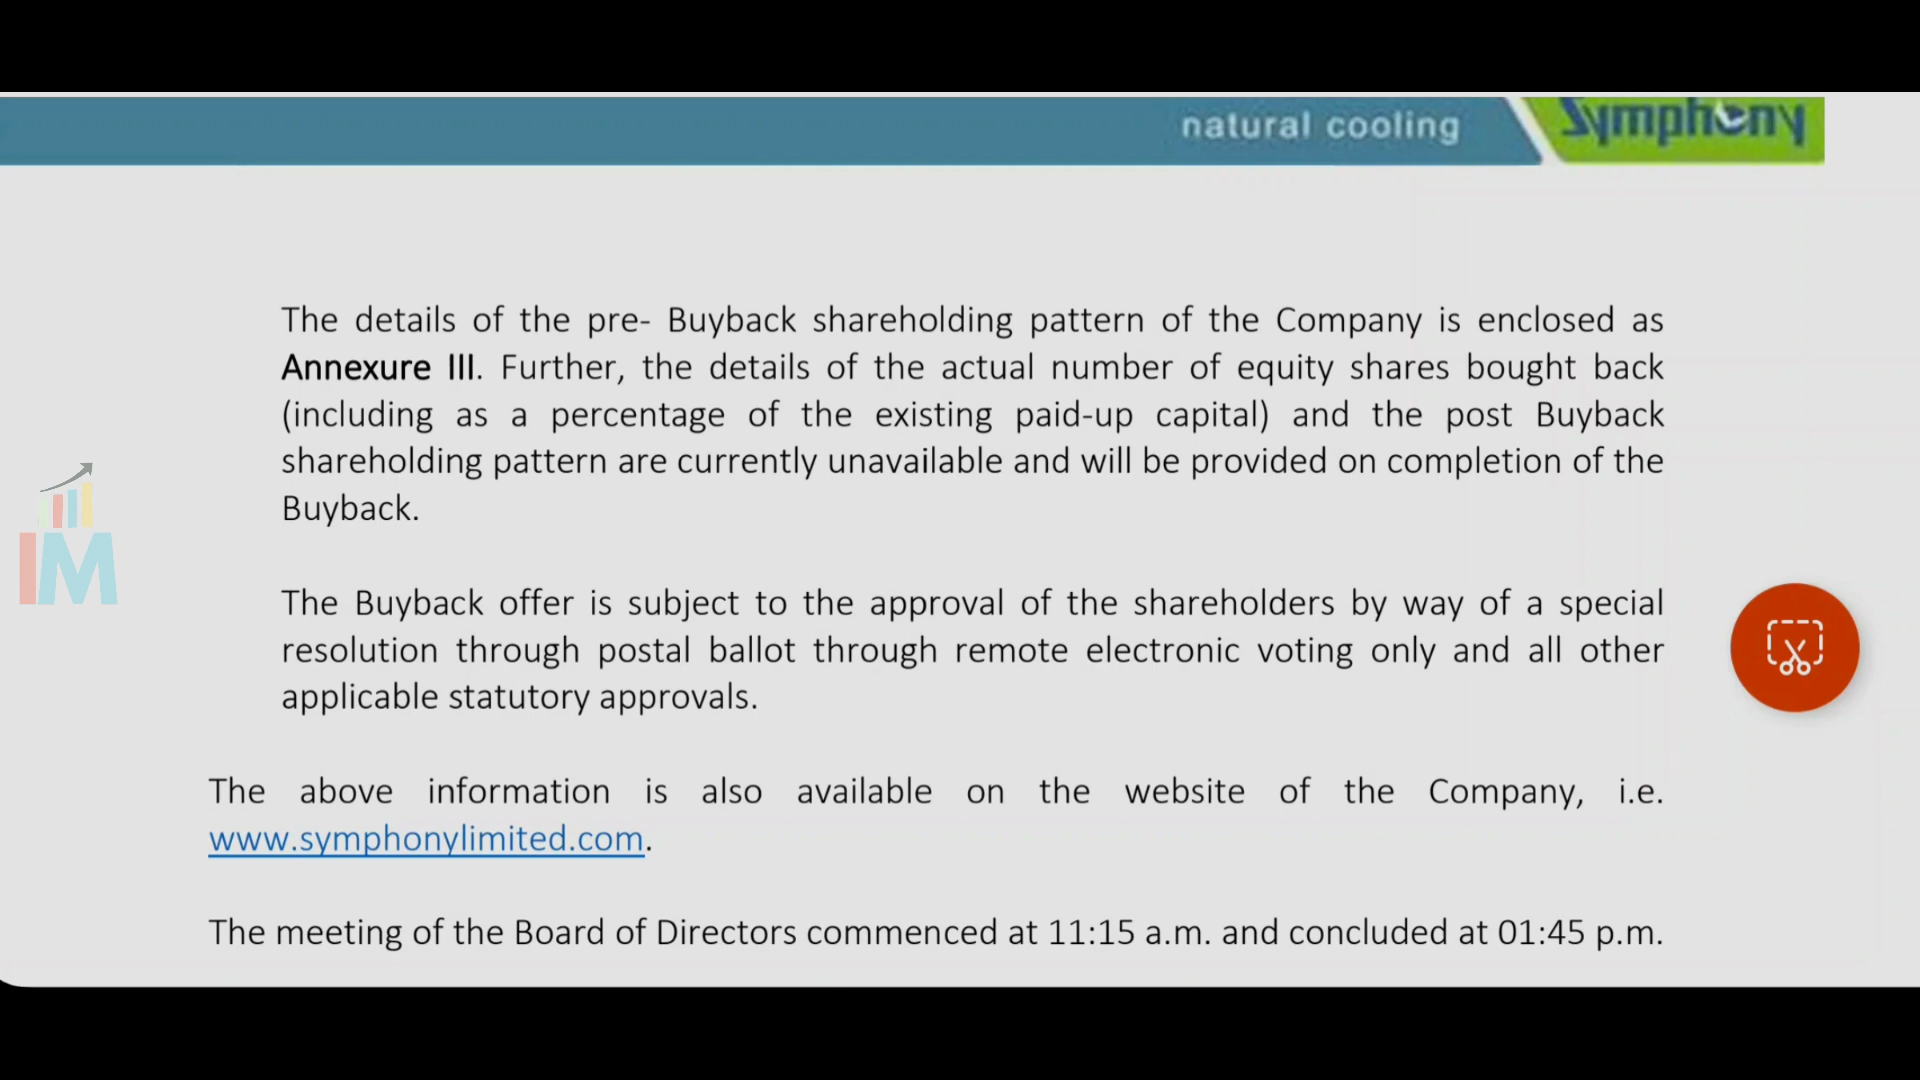 natural cooling
Symphony
The details of the pre- Buyback shareholding pattern of the Company is enclosed as
Annexure III. Further, the details of the actual number of equity shares bought back
(including as a percentage of the existing paid-up capital) and the post Buyback
shareholding pattern are currently unavailable and will be provided on completion of the
Buyback.
IM
The Buyback offer is subject to the approval of the shareholders by way of a special
resolution through postal ballot through remote electronic voting only and all other
applicable statutory approvals.
The above information is also available on the website of the Company, i.e.
www.symphonylimited.com.
The meeting of the Board of Directors commenced at 11:15 a.m. and concluded at 01:45 p.m.